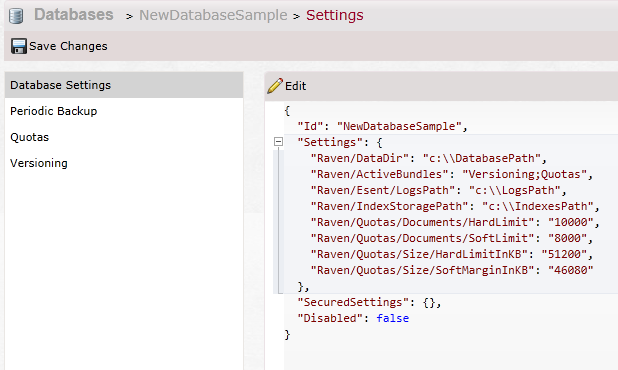 Databases > NewDatabaseSample > Settings
Save Changes
Database Settings
Periodic Backup
Quotas
Versioning
Edit
{
  "Id": "NewDatabaseSample",
  "Settings": {
    "Raven/DataDir": "c:\\DatabasePath",
    "Raven/ActiveBundles": "Versioning;Quotas",
    "Raven/Esent/LogsPath": "c:\\LogsPath",
    "Raven/IndexStoragePath": "c:\\IndexesPath",
    "Raven/Quotas/Documents/HardLimit": "10000",
    "Raven/Quotas/Documents/SoftLimit": "8000",
    "Raven/Quotas/Size/HardLimitInKB": "51200",
    "Raven/Quotas/Size/SoftMarginInKB": "46080"
  },
  "SecuredSettings": {},
  "Disabled": false
}